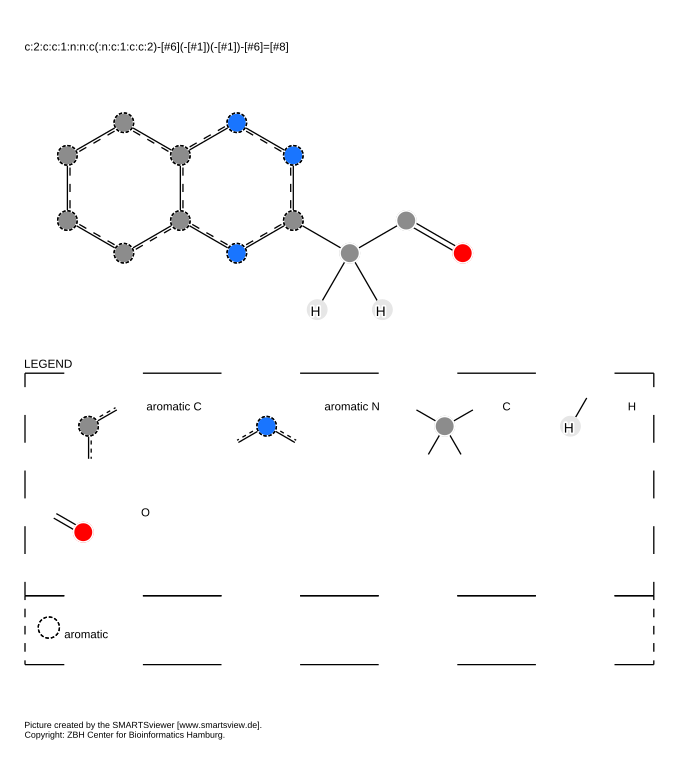 c:2:c:c:1:n:n:c(:n:c:1:c:c:2)-[#6](-[#1])(-[#1])-[#6]=[#8]
H H
LEGEND
aromatic C aromatic N C H
H
O
aromatic
Picture created by the SMARTSviewer [www.smartsview.de].
Copyright: ZBH Center for Bioinformatics Hamburg.